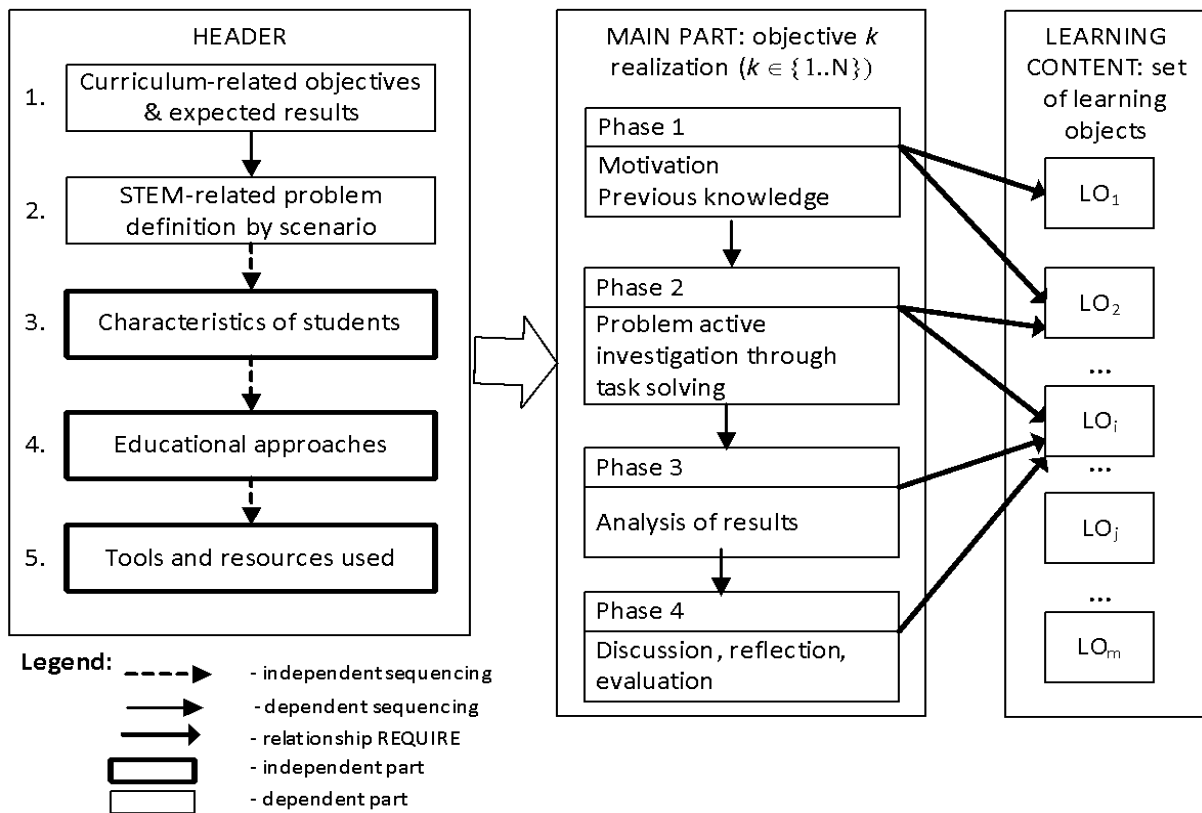 HEADER
1.
Curriculum-related objectives
& expected results
2.
STEM-related problem
definition by scenario
3.
Characteristics of students
4.
Educational approaches
5.
Tools and resources used
MAIN PART: objective k
realization (k ∈ {1..N})
Phase 1
Motivation
Previous knowledge
Phase 2
Problem active
investigation through
task solving
Phase 3
Analysis of results
Phase 4
Discussion , reflection,
evaluation
LEARNING
CONTENT: set
of learning
objects
LO1
LO2
...
LOi
...
LOj
...
LOm
Legend:
- independent sequencing
- dependent sequencing
- relationship REQUIRE
- independent part
- dependent part